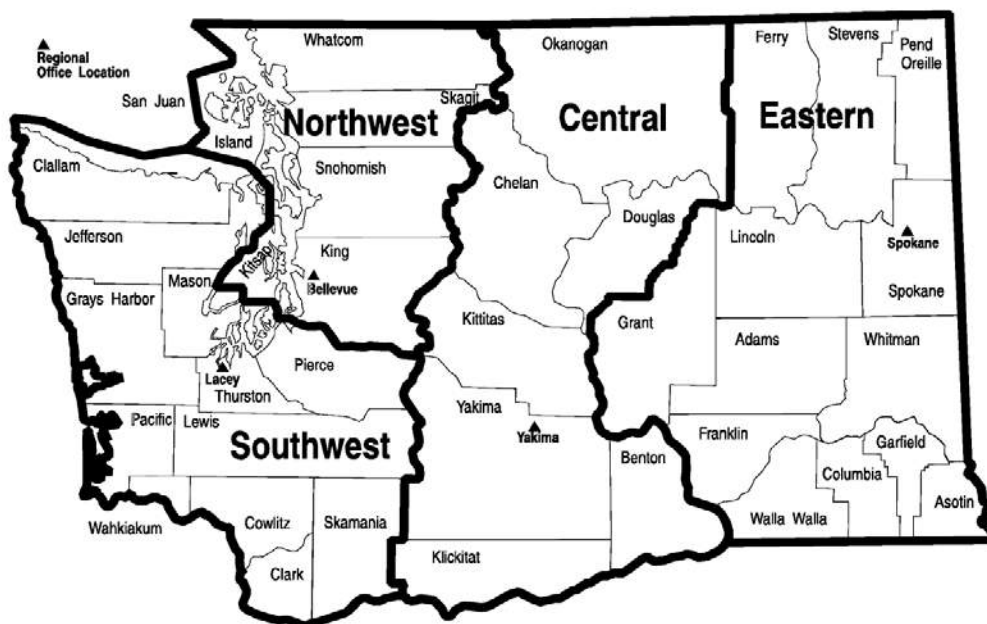 Regional
Office Location
San Juan
Whatcom
Skagit
Northwest
Island
Snohomish
Clallam
Jefferson
Kitsap
King
Bellevue
Mason
Grays Harbor
Lacey
Thurston
Pierce
Pacific
Lewis
Southwest
Wahkiakum
Cowlitz
Skamania
Clark
Okanogan
Central
Chelan
Douglas
Kittitas
Yakima
Yakima
Benton
Klickitat
Ferry
Stevens
Pend
Oreille
Eastern
Lincoln
Spokane
Spokane
Grant
Adams
Whitman
Franklin
Garfield
Columbia
Walla Walla
Asotin